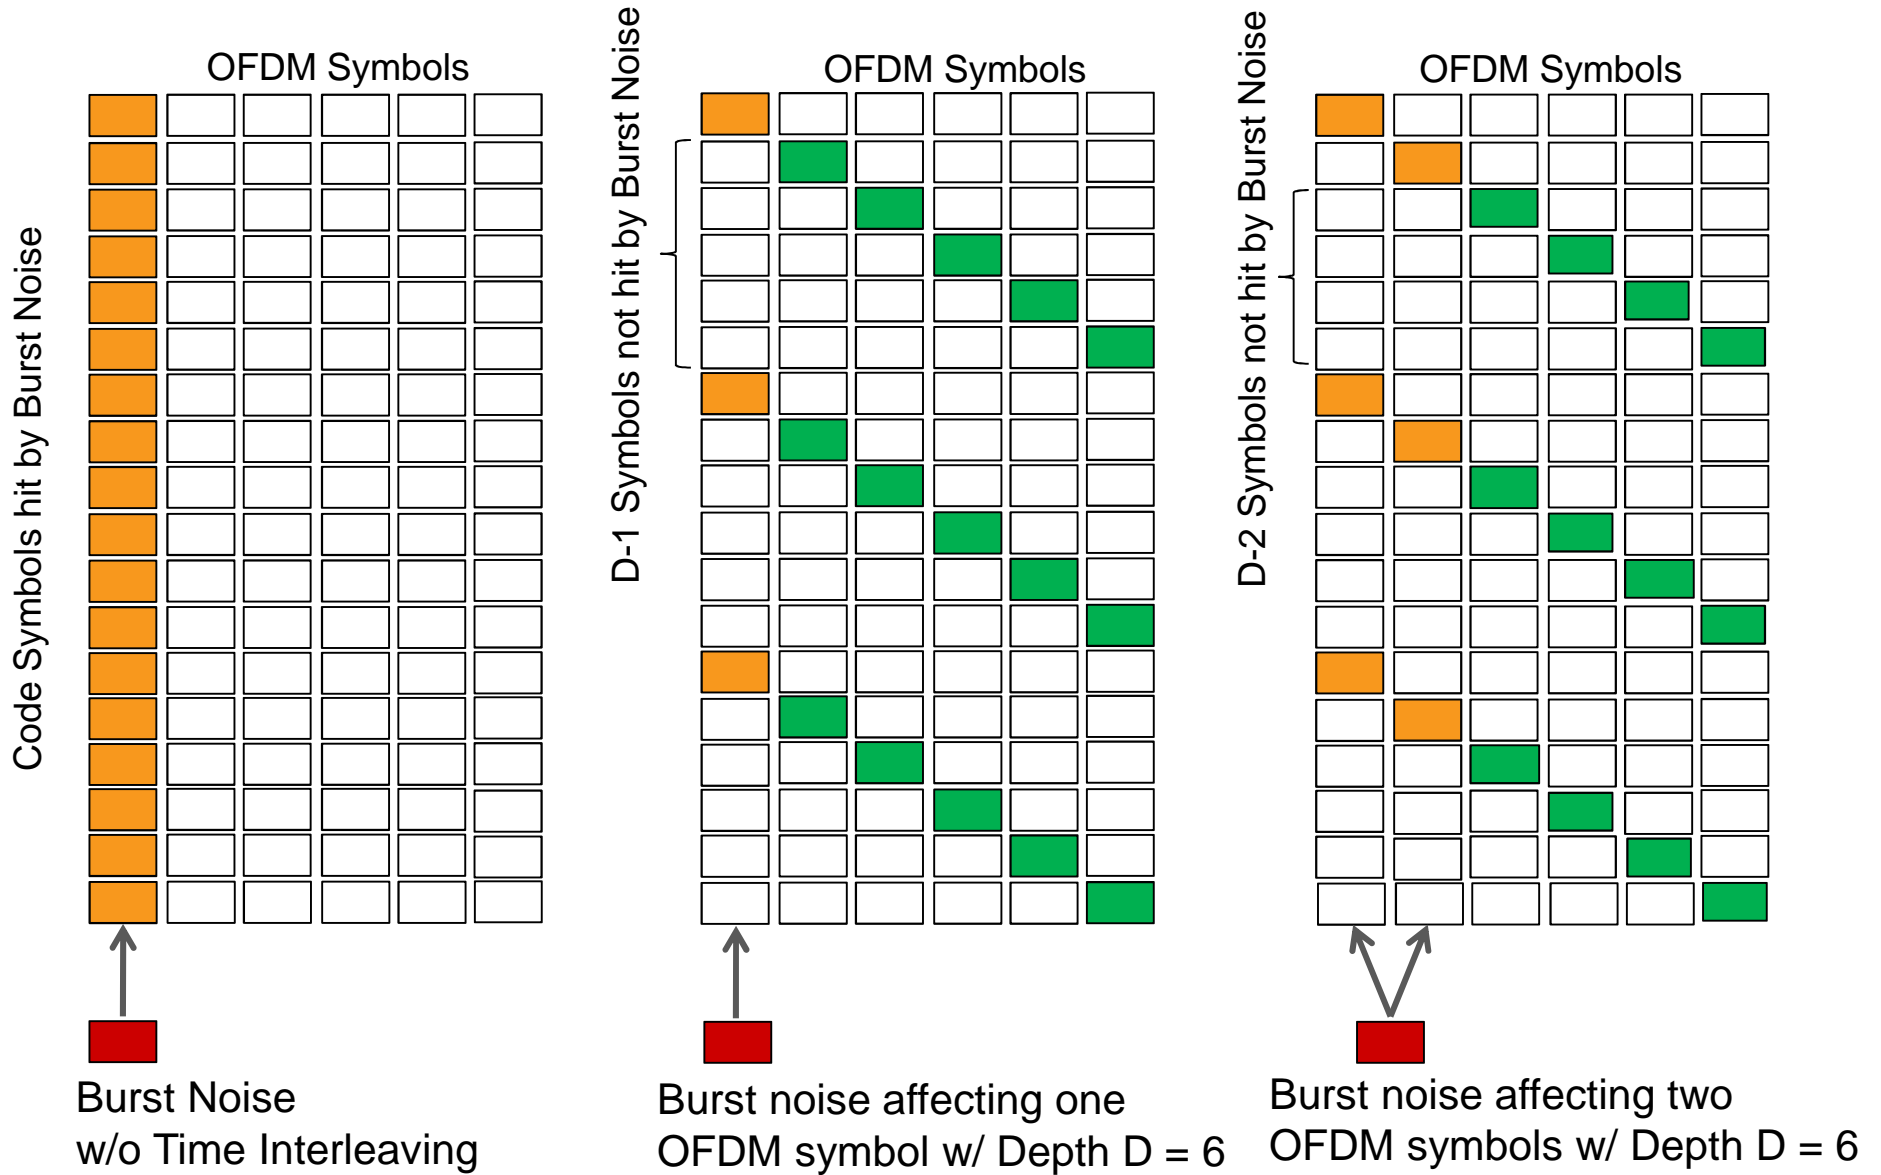 OFDM Symbols
Code Symbols hit by Burst Noise
Burst Noise
w/o Time Interleaving
OFDM Symbols
D-1 Symbols not hit by Burst Noise
Burst noise affecting one
OFDM symbol w/ Depth D = 6
OFDM Symbols
D-2 Symbols not hit by Burst Noise
Burst noise affecting two
OFDM symbols w/ Depth D = 6